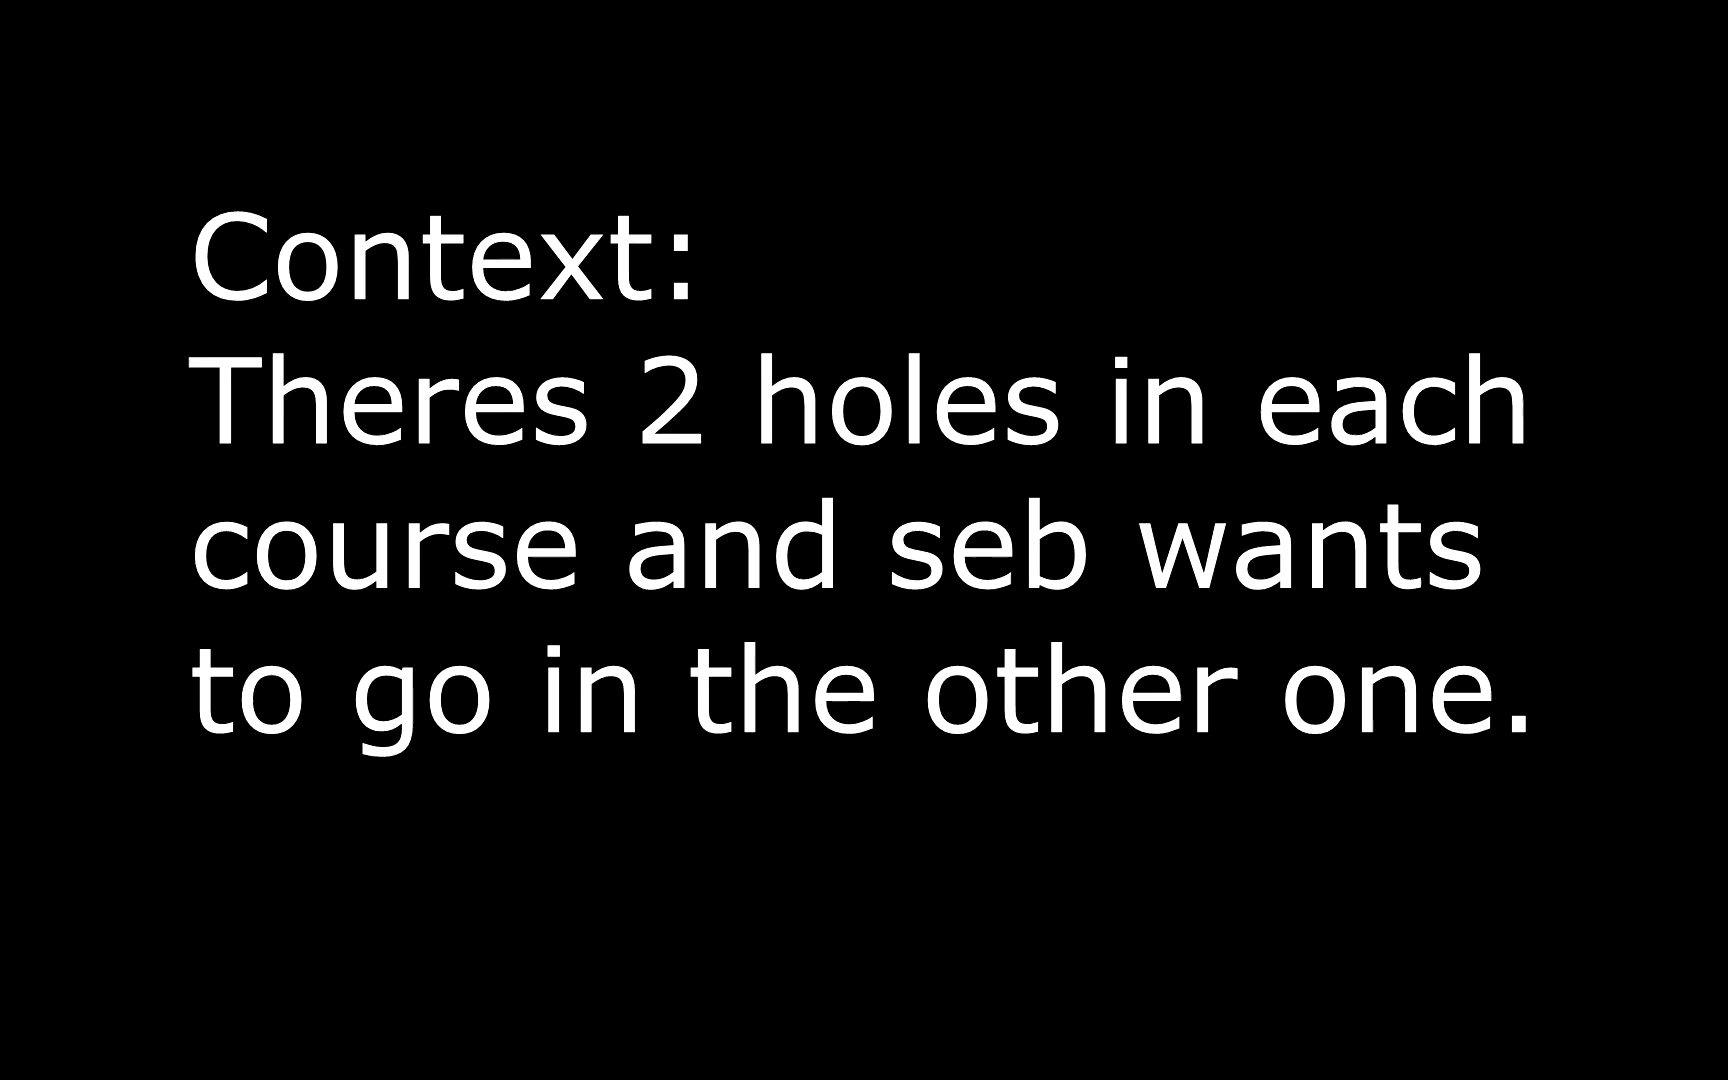 Context:
Theres 2 holes in each
course and seb wants
to go in the other one.